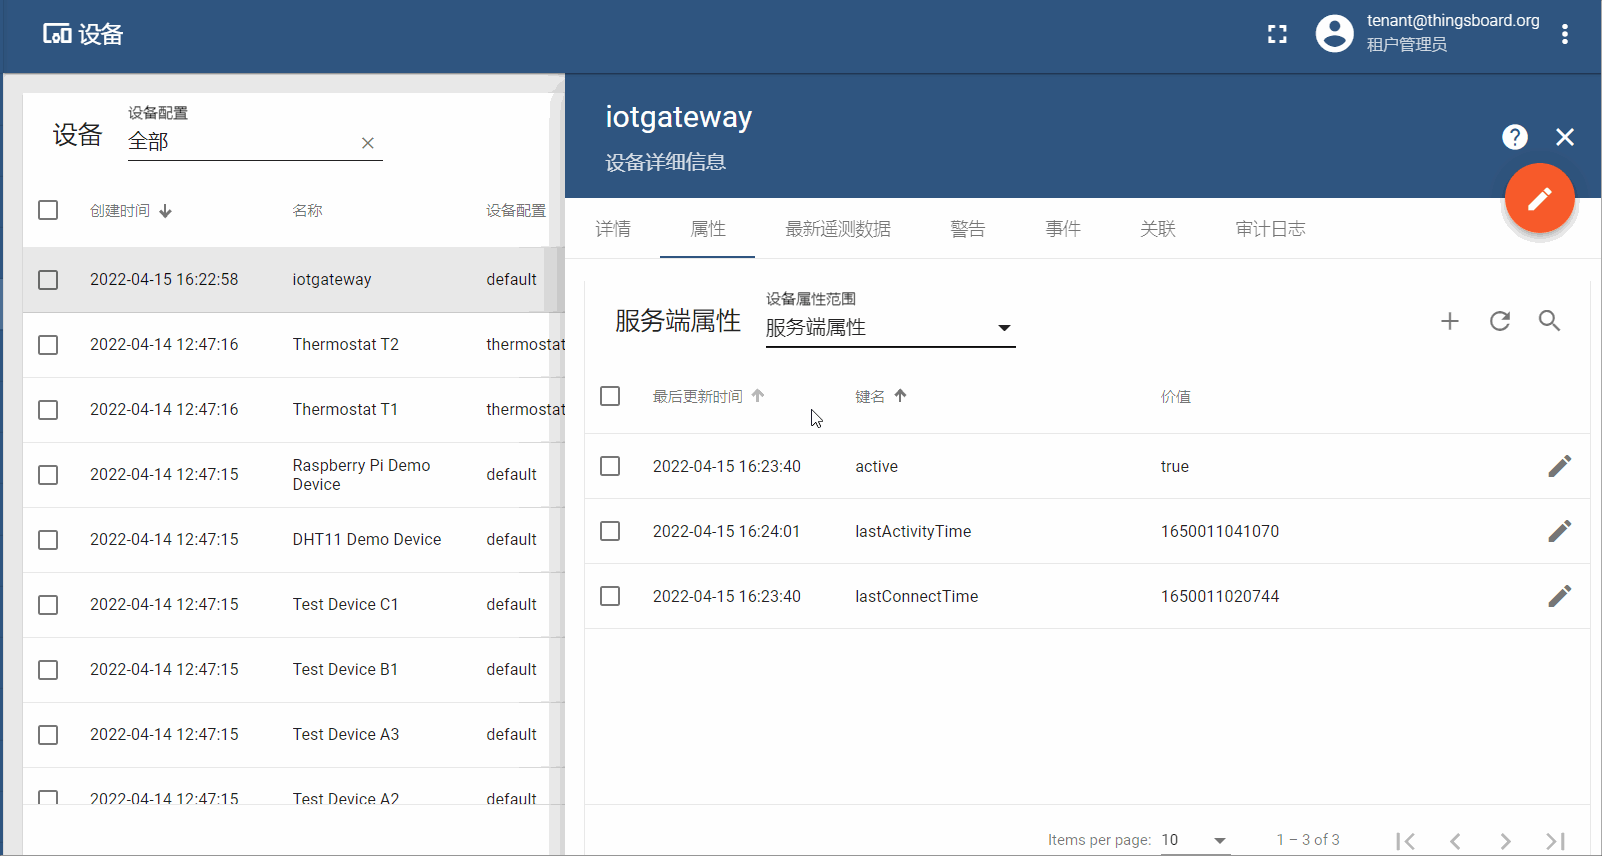 设备
tenant@thingsboard.org
租户管理员
设备
设备配置
全部
创建时间 名称 设备配置
2022-04-15 16:22:58 iotgateway default
2022-04-14 12:47:16 Thermostat T2 thermostat
2022-04-14 12:47:16 Thermostat T1 thermostat
2022-04-14 12:47:15 Raspberry Pi Demo Device default
2022-04-14 12:47:15 DHT11 Demo Device default
2022-04-14 12:47:15 Test Device C1 default
2022-04-14 12:47:15 Test Device B1 default
2022-04-14 12:47:15 Test Device A3 default
2022-04-14 12:47:15 Test Device A2 default
iotgateway
设备详细信息
详情 属性 最新遥测数据 警告 事件 关联 审计日志
服务端属性
设备属性范围
服务端属性
最后更新时间 键名 价值
2022-04-15 16:23:40 active true
2022-04-15 16:24:01 lastActivityTime 1650011041070
2022-04-15 16:23:40 lastConnectTime 1650011020744
Items per page: 10 1 – 3 of 3